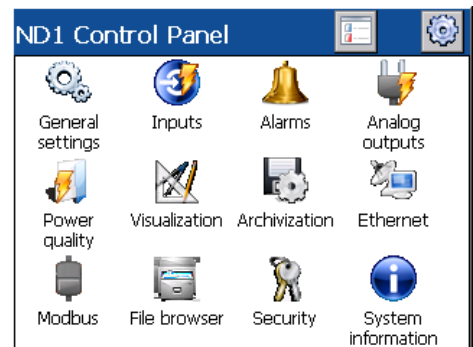 ND1 Control Panel
General settings
Inputs
Alarms
Analog outputs
Power quality
Visualization
Archivization
Ethernet
Modbus
File browser
Security
System information